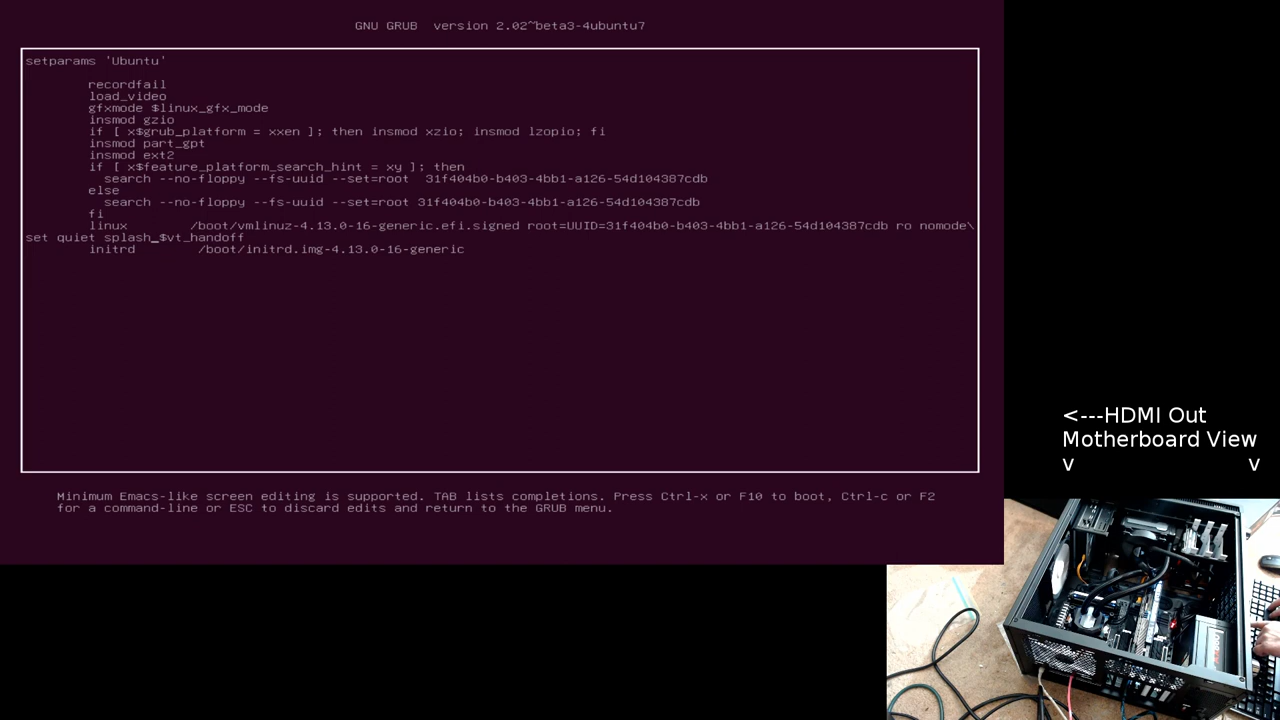 GNU GRUB  version 2.02~beta3-4ubuntu7
setparams 'Ubuntu'
recordfail
load_video
gfxmode $linux_gfx_mode
insmod gzio
if [ x$grub_platform = xxen ]; then insmod xzio; insmod lzopio; fi
insmod part_gpt
insmod ext2
if [ x$feature_platform_search_hint = xy ]; then
search --no-floppy --fs-uuid --set=root  31f404b0-b403-4bb1-a126-54d104387cdb
else
search --no-floppy --fs-uuid --set=root 31f404b0-b403-4bb1-a126-54d104387cdb
fi
linux        /boot/vmlinuz-4.13.0-16-generic.efi.signed root=UUID=31f404b0-b403-4bb1-a126-54d104387cdb ro nomode\
set quiet splash $vt_handoff
initrd        /boot/initrd.img-4.13.0-16-generic
Minimum Emacs-like screen editing is supported. TAB lists completions. Press Ctrl-x or F10 to boot, Ctrl-c or F2
for a command-line or ESC to discard edits and return to the GRUB menu.
<---HDMI Out
Motherboard View
v v